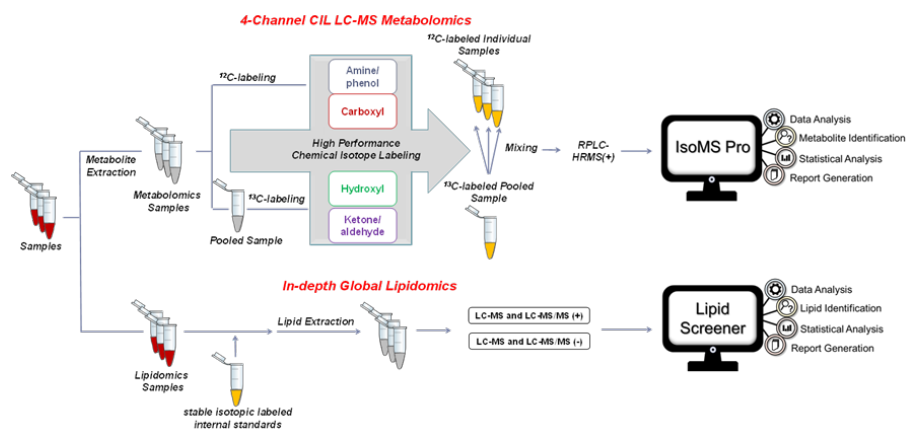 4-Channel CIL LC-MS Metabolomics
¹²C-labeled Individual
Samples
¹²C-labeling
Amine/
phenol
Carboxyl
Metabolite
Extraction
High Performance
Chemical Isotope Labeling
Mixing
RPLC-
HRMS(+)
IsoMS Pro
Data Analysis
Metabolite Identification
Statistical Analysis
Report Generation
Metabolomics
Samples
¹³C-labeling
Hydroxyl
Ketone/
aldehyde
¹³C-labeled Pooled
Sample
Pooled Sample
Samples
In-depth Global Lipidomics
Lipid Extraction
LC-MS and LC-MS/MS (+)
LC-MS and LC-MS/MS (-)
Lipid
Screener
Data Analysis
Lipid Identification
Statistical Analysis
Report Generation
Lipidomics
Samples
stable isotopic labeled
internal standards